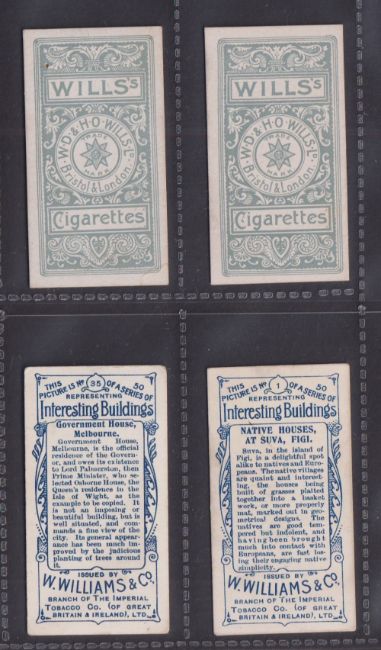 WILLS's
W·D·&·H·O·WILLS·LD·
Bristol & London
TRADE
MARK
Cigarettes
WILLS's
W·D·&·H·O·WILLS·LD·
Bristol & London
TRADE
MARK
Cigarettes
THIS PICTURE IS No 35 OF A SERIES OF 50
REPRESENTING
Interesting Buildings
Government House,
Melbourne.
Government House,
Melbourne, is the official
residence of the Govern-
or, and owes its existence
to Lord Palmerston, then
Prime Minister, who se-
lected Osborne House, the
Queen's residence in the
Isle of Wight, as the
example to be copied. It
is not an imposing or
beautiful building, but is
well situated, and com-
mands a fine view of the
city. Its general appear-
ance has been much im-
proved by the judicious
planting of trees around
it.
ISSUED BY
W. WILLIAMS & Co.
BRANCH OF THE IMPERIAL
TOBACCO CO. (OF GREAT
BRITAIN & IRELAND), LTD.
THIS PICTURE IS No 1 OF A SERIES OF 50
REPRESENTING
Interesting Buildings
NATIVE HOUSES,
AT SUVA, FIGI.
Suva, in the island of
Figi, is a delightful spot
alike to natives and Euro-
peans. The native villages
are quaint and interest-
ing, the houses being
built of grasses plaited
together into a basket
work, or more properly
mat, marked out in geo-
metrical designs. The
natives are good tem-
pered but indolent, and
having been brought
much into contact with
Europeans, are fast los-
ing their engaging native
simplicity.
ISSUED BY
W. WILLIAMS & Co.
BRANCH OF THE IMPERIAL
TOBACCO CO. (OF GREAT
BRITAIN & IRELAND), LTD.